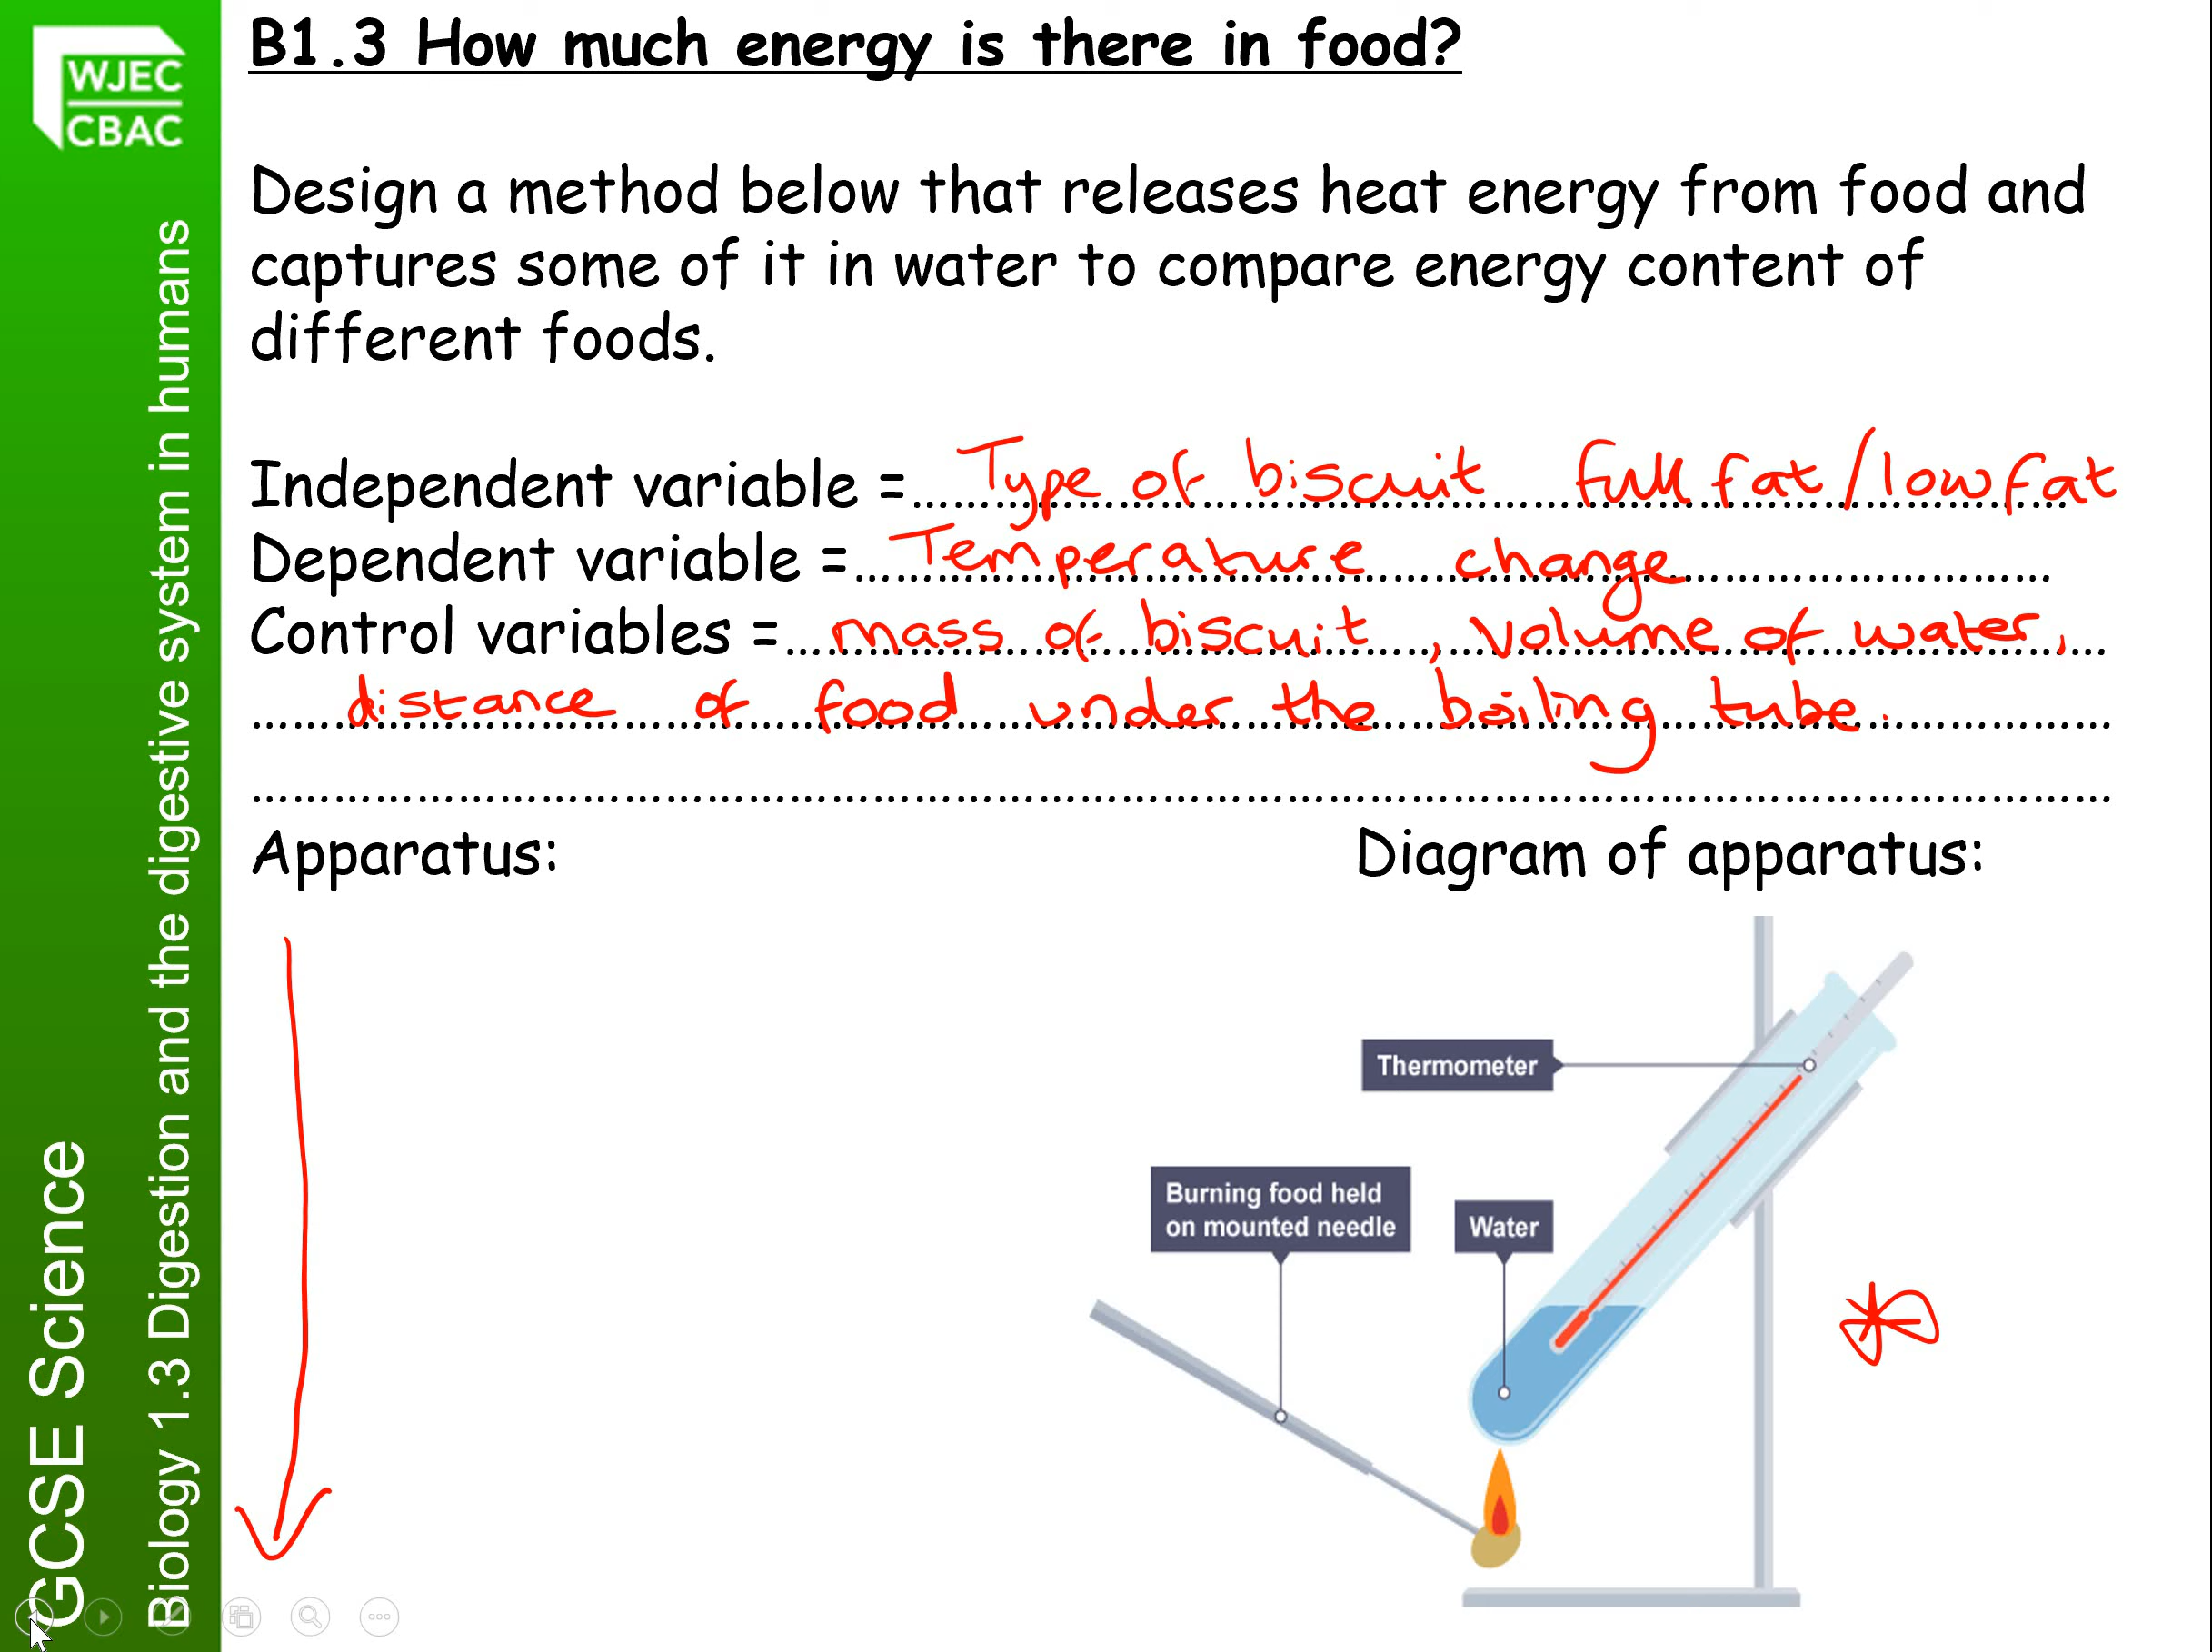 WJEC
CBAC
GCSE Science
Biology 1.3 Digestion and the digestive system in humans
B1.3 How much energy is there in food?
Design a method below that releases heat energy from food and
captures some of it in water to compare energy content of
different foods.
Independent variable =........Type of biscuit full fat/low fat
Dependent variable =........Temperature change
Control variables =........mass of biscuit, volume of water,
distance of food under the boiling tube.
Apparatus:
Diagram of apparatus:
Thermometer
Burning food held
on mounted needle
Water